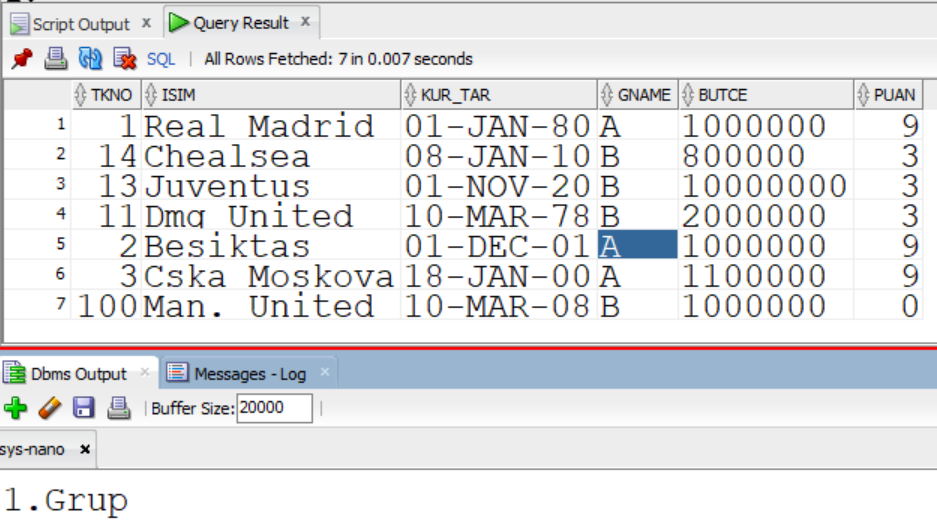 Script Output x Query Result x
SQL | All Rows Fetched: 7 in 0.007 seconds
TKNO ISIM KUR_TAR GNAME BUTCE PUAN
1 1 Real Madrid 01-JAN-80 A 1000000 9
2 14 Chealsea 08-JAN-10 B 800000 3
3 13 Juventus 01-NOV-20 B 10000000 3
4 11 Dmg United 10-MAR-78 B 2000000 3
5 2 Besiktas 01-DEC-01 A 1000000 9
6 3 Cska Moskova 18-JAN-00 A 1100000 9
7 100 Man. United 10-MAR-08 B 1000000 0
Dbms Output x Messages - Log x
Buffer Size: 20000
sys-nano x
1.Grup